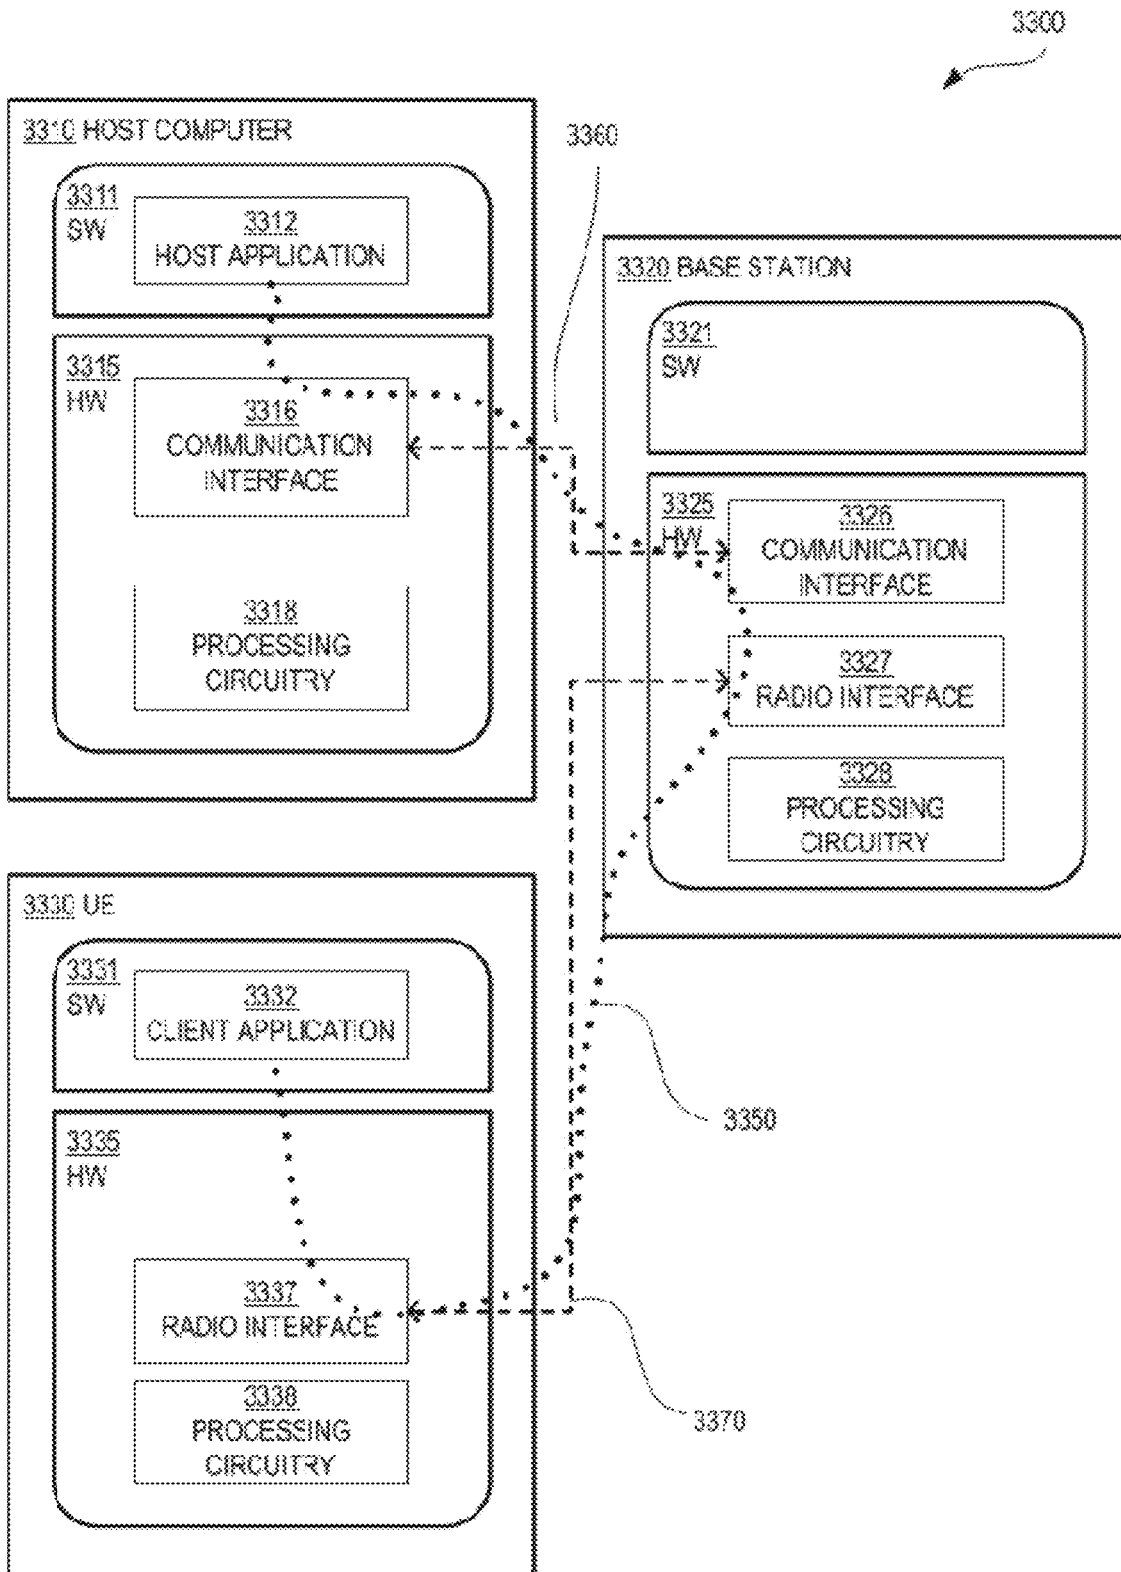 3300
3310 HOST COMPUTER
3311
SW
3312
HOST APPLICATION
3315
HW
3316
COMMUNICATION
INTERFACE
3318
PROCESSING
CIRCUITRY
3360
3320 BASE STATION
3321
SW
3325
HW
3326
COMMUNICATION
INTERFACE
3327
RADIO INTERFACE
3328
PROCESSING
CIRCUITRY
3330 UE
3331
SW
3332
CLIENT APPLICATION
3335
HW
3337
RADIO INTERFACE
3338
PROCESSING
CIRCUITRY
3350
3370